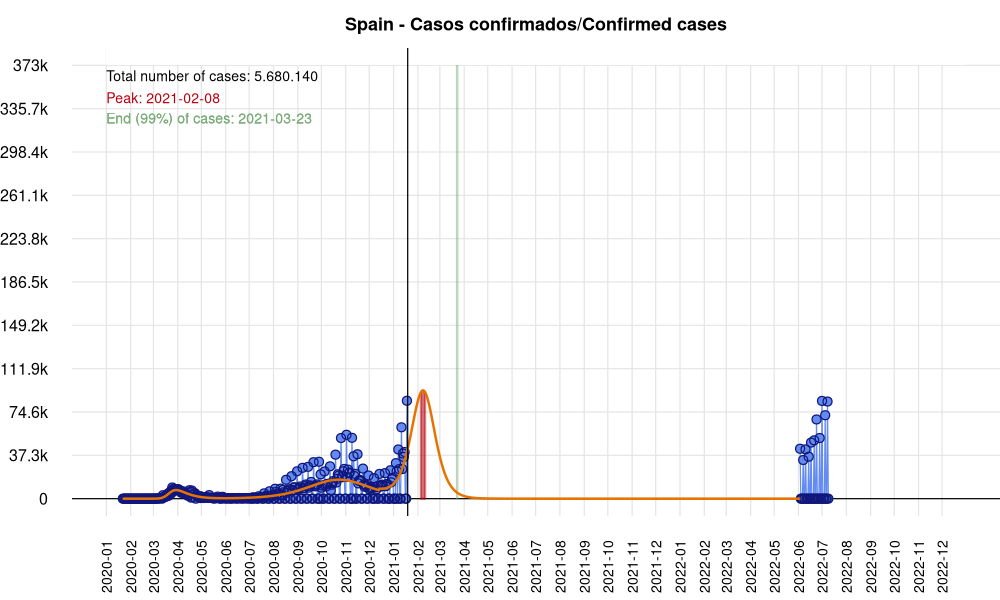 Spain - Casos confirmados/Confirmed cases
373k
335.7k
298.4k
261.1k
223.8k
186.5k
149.2k
111.9k
74.6k
37.3k
0
Total number of cases: 5.680.140
Peak: 2021-02-08
End (99%) of cases: 2021-03-23
2020-01
2020-02
2020-03
2020-04
2020-05
2020-06
2020-07
2020-08
2020-09
2020-10
2020-11
2020-12
2021-01
2021-02
2021-03
2021-04
2021-05
2021-06
2021-07
2021-08
2021-09
2021-10
2021-11
2021-12
2022-01
2022-02
2022-03
2022-04
2022-05
2022-06
2022-07
2022-08
2022-09
2022-10
2022-11
2022-12